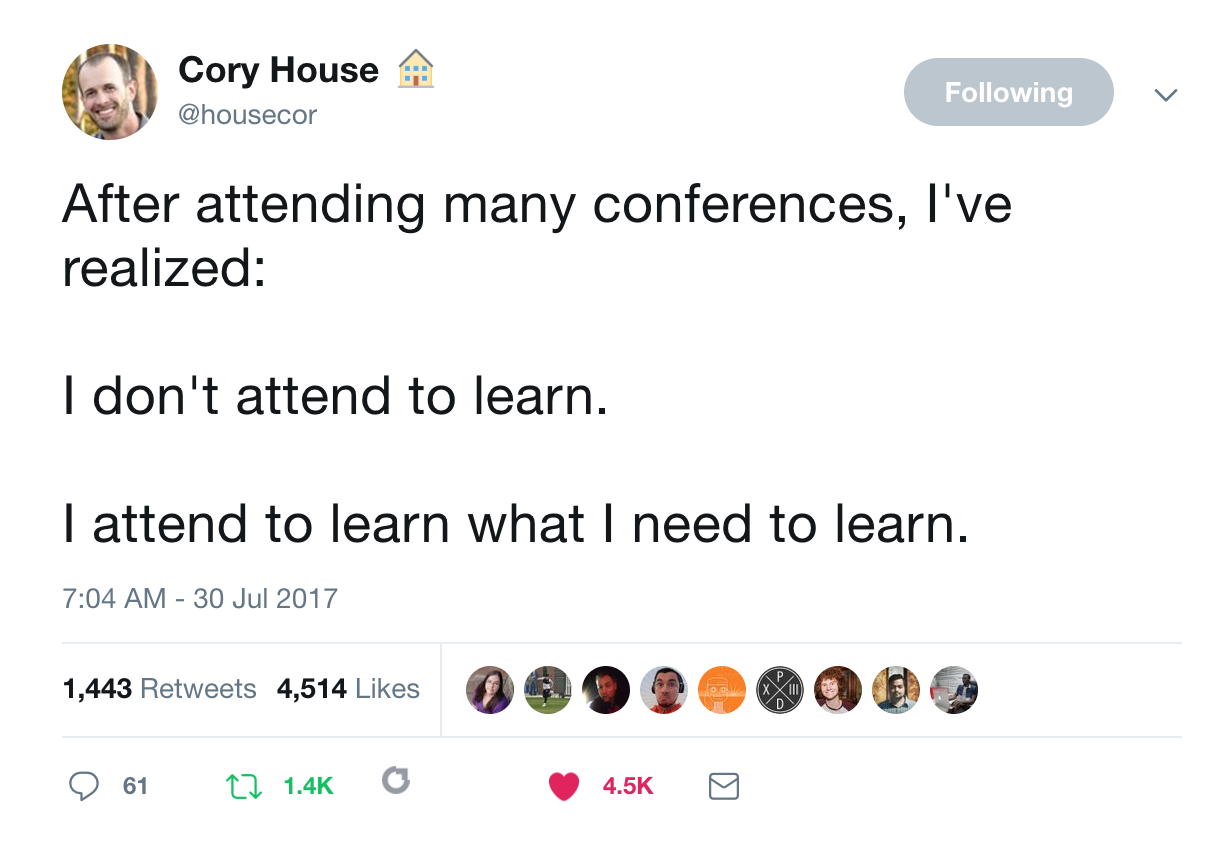 Cory House
@housecor
Following
After attending many conferences, I've
realized:
I don't attend to learn.
I attend to learn what I need to learn.
7:04 AM - 30 Jul 2017
1,443 Retweets 4,514 Likes
P
X III
D
61 1.4K 4.5K